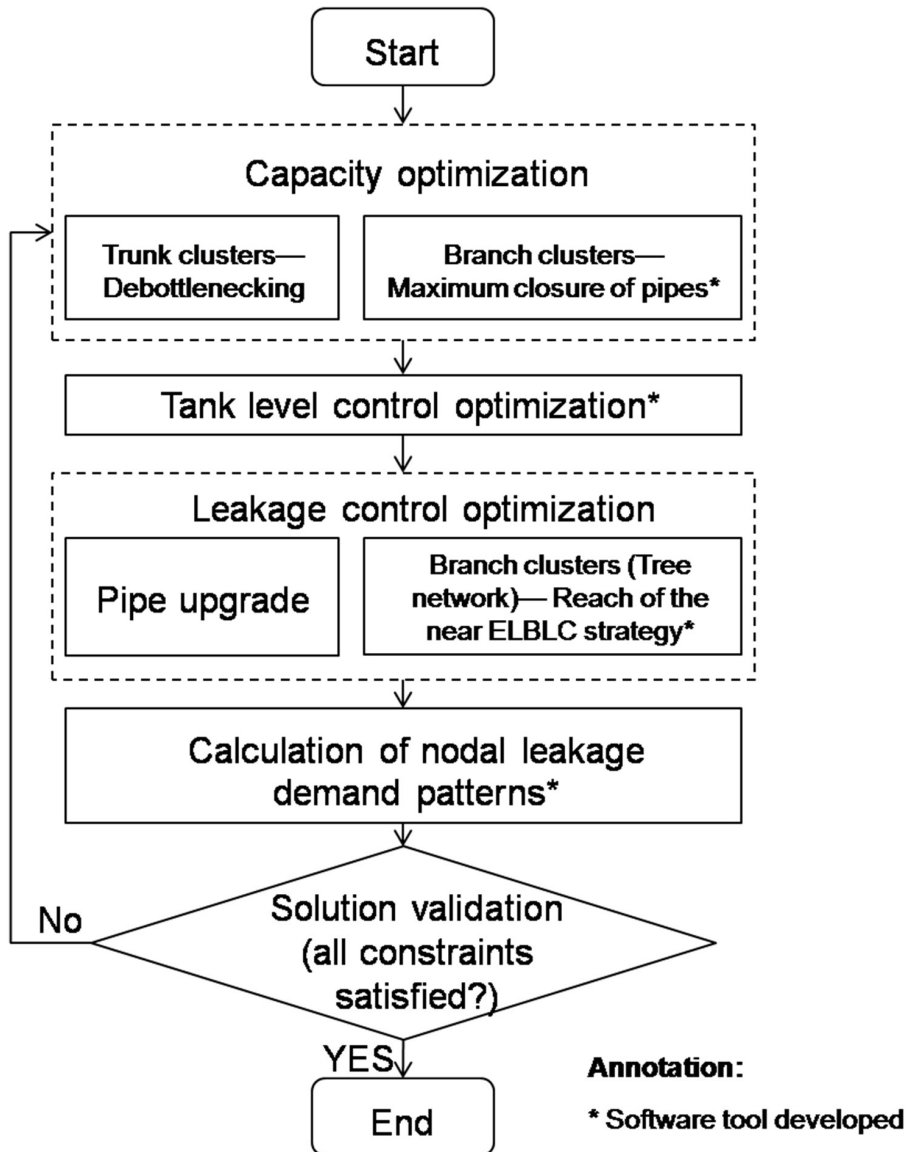 Start
Capacity optimization
Trunk clusters—
Debottlenecking
Branch clusters—
Maximum closure of pipes*
Tank level control optimization*
Leakage control optimization
Pipe upgrade
Branch clusters (Tree
network)— Reach of the
near ELBLC strategy*
Calculation of nodal leakage
demand patterns*
Solution validation
(all constraints
satisfied?)
No
YES
End
Annotation:
* Software tool developed